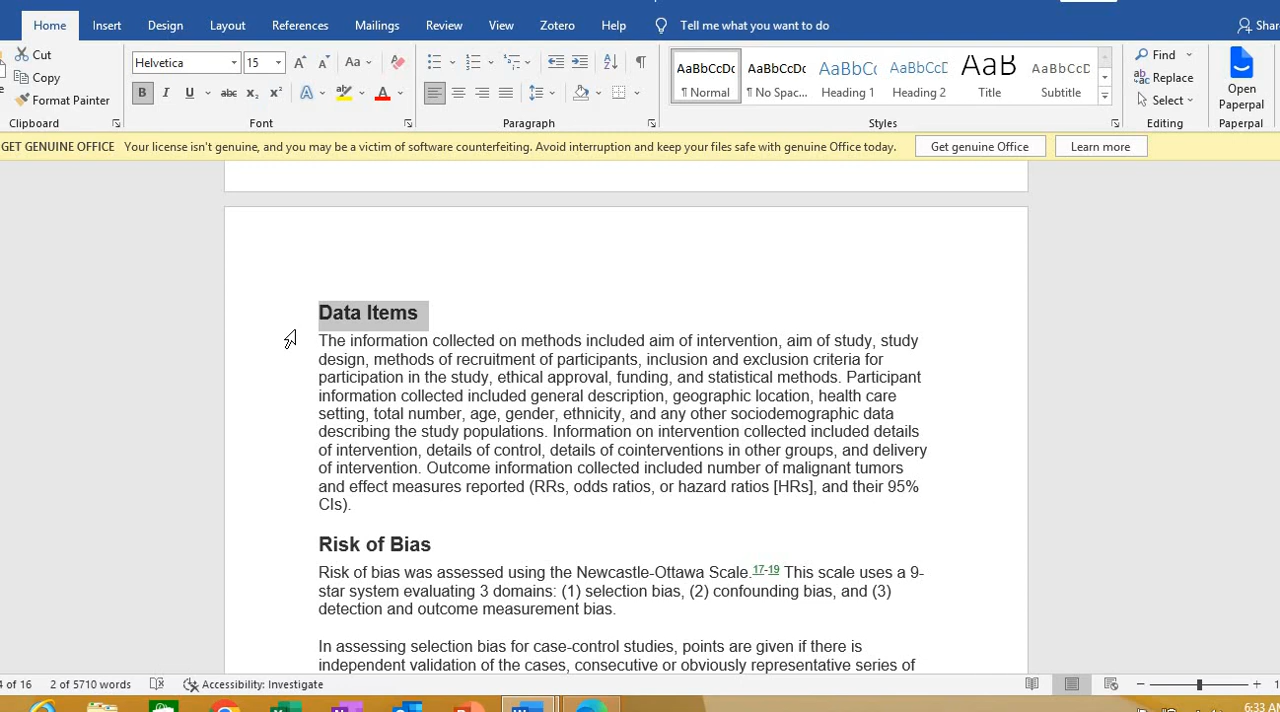 Home Insert Design Layout References Mailings Review View Zotero Help Tell me what you want to do
Cut Helvetica 15 Aa AaBbCcDc AaBbCcDc AaBbCc AaBbCcD AaB AaBbCcD Find
Copy Replace Open
Format Painter B I U abc x₂ x² A A ¶ Normal ¶ No Spac... Heading 1 Heading 2 Title Subtitle Select Paperpal
Clipboard Font Paragraph Styles Editing Paperpal
GET GENUINE OFFICE Your license isn't genuine, and you may be a victim of software counterfeiting. Avoid interruption and keep your files safe with genuine Office today. Get genuine Office Learn more
Data Items
The information collected on methods included aim of intervention, aim of study, study
design, methods of recruitment of participants, inclusion and exclusion criteria for
participation in the study, ethical approval, funding, and statistical methods. Participant
information collected included general description, geographic location, health care
setting, total number, age, gender, ethnicity, and any other sociodemographic data
describing the study populations. Information on intervention collected included details
of intervention, details of control, details of cointerventions in other groups, and delivery
of intervention. Outcome information collected included number of malignant tumors
and effect measures reported (RRs, odds ratios, or hazard ratios [HRs], and their 95%
CIs).
Risk of Bias
Risk of bias was assessed using the Newcastle-Ottawa Scale.17-19 This scale uses a 9-
star system evaluating 3 domains: (1) selection bias, (2) confounding bias, and (3)
detection and outcome measurement bias.
In assessing selection bias for case-control studies, points are given if there is
independent validation of the cases, consecutive or obviously representative series of
of 16 2 of 5710 words Accessibility: Investigate
6:33 AM